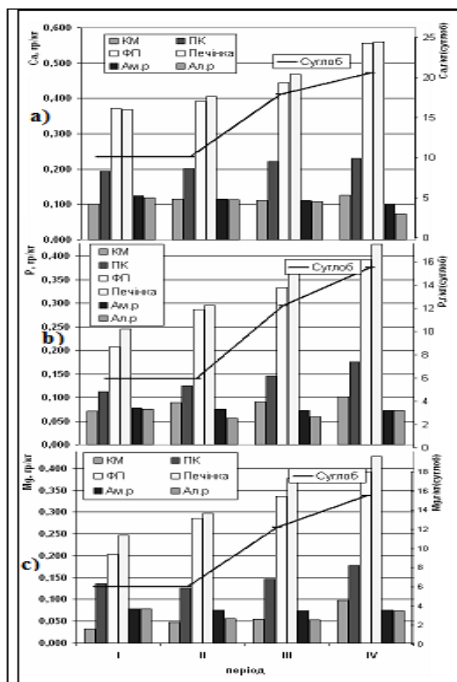 а)
Са, гр/кг
0,600
0,500
0,400
0,300
0,200
0,100
0,000
КМ
ПК
ФП
Печінка
Ам.р
Ал.р
Суглоб
25
20
15
10
5
0
b)
Р, гр/кг
0,400
0,350
0,300
0,250
0,200
0,150
0,100
0,050
0,000
КМ
ПК
ФП
Печінка
Ам.р
Ал.р
Суглоб
16
14
12
10
8
6
4
2
0
c)
Mg, гр/кг
0,400
0,350
0,300
0,250
0,200
0,150
0,100
0,050
0,000
КМ
ПК
ФП
Печінка
Ам.р
Ал.р
Суглоб
18
16
14
12
10
8
6
4
2
0
I
II
III
IV
період